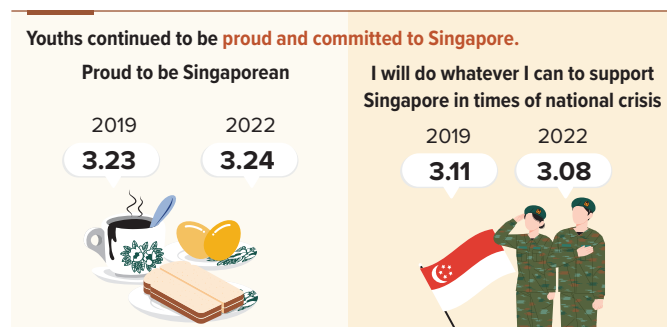 Youths continued to be proud and committed to Singapore.
Proud to be Singaporean
2019 2022
3.23 3.24
I will do whatever I can to support
Singapore in times of national crisis
2019 2022
3.11 3.08